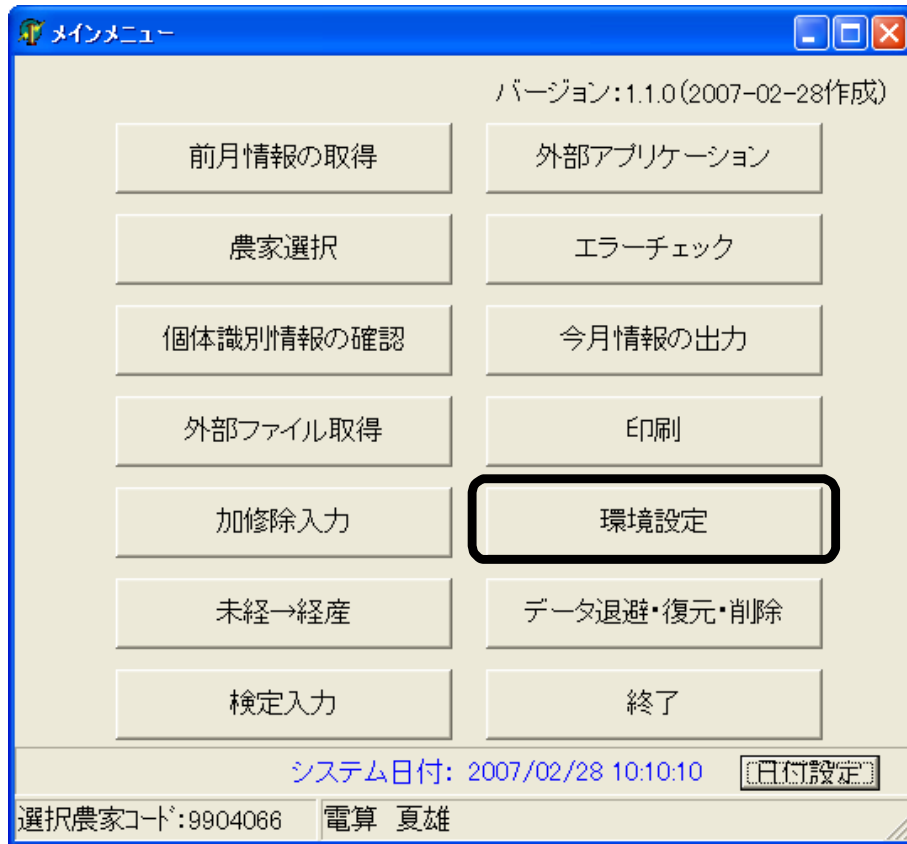 メインメニュー
バージョン:1.1.0(2007-02-28作成)
前月情報の取得
外部アプリケーション
農家選択
エラーチェック
個体識別情報の確認
今月情報の出力
外部ファイル取得
印刷
加修除入力
環境設定
未経→経産
データ退避・復元・削除
検定入力
終了
システム日付: 2007/02/28 10:10:10 日付設定
選択農家コード:9904066 電算 夏雄